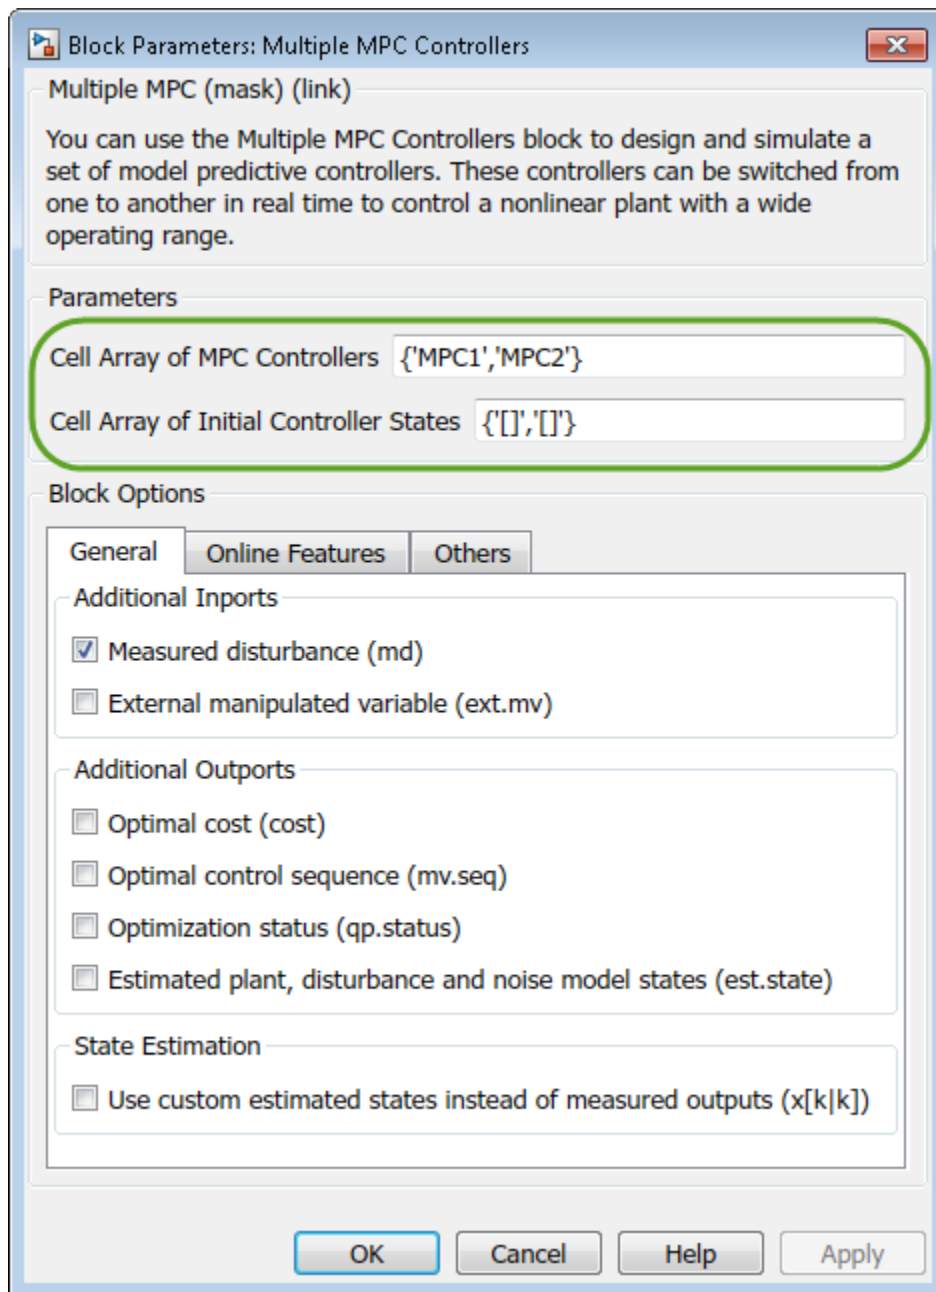 Block Parameters: Multiple MPC Controllers
Multiple MPC (mask) (link)
You can use the Multiple MPC Controllers block to design and simulate a
set of model predictive controllers. These controllers can be switched from
one to another in real time to control a nonlinear plant with a wide
operating range.
Parameters
Cell Array of MPC Controllers {'MPC1','MPC2'}
Cell Array of Initial Controller States {'[]','[]'}
Block Options
General Online Features Others
Additional Inports
Measured disturbance (md)
External manipulated variable (ext.mv)
Additional Outports
Optimal cost (cost)
Optimal control sequence (mv.seq)
Optimization status (qp.status)
Estimated plant, disturbance and noise model states (est.state)
State Estimation
Use custom estimated states instead of measured outputs (x[k|k])
OK Cancel Help Apply